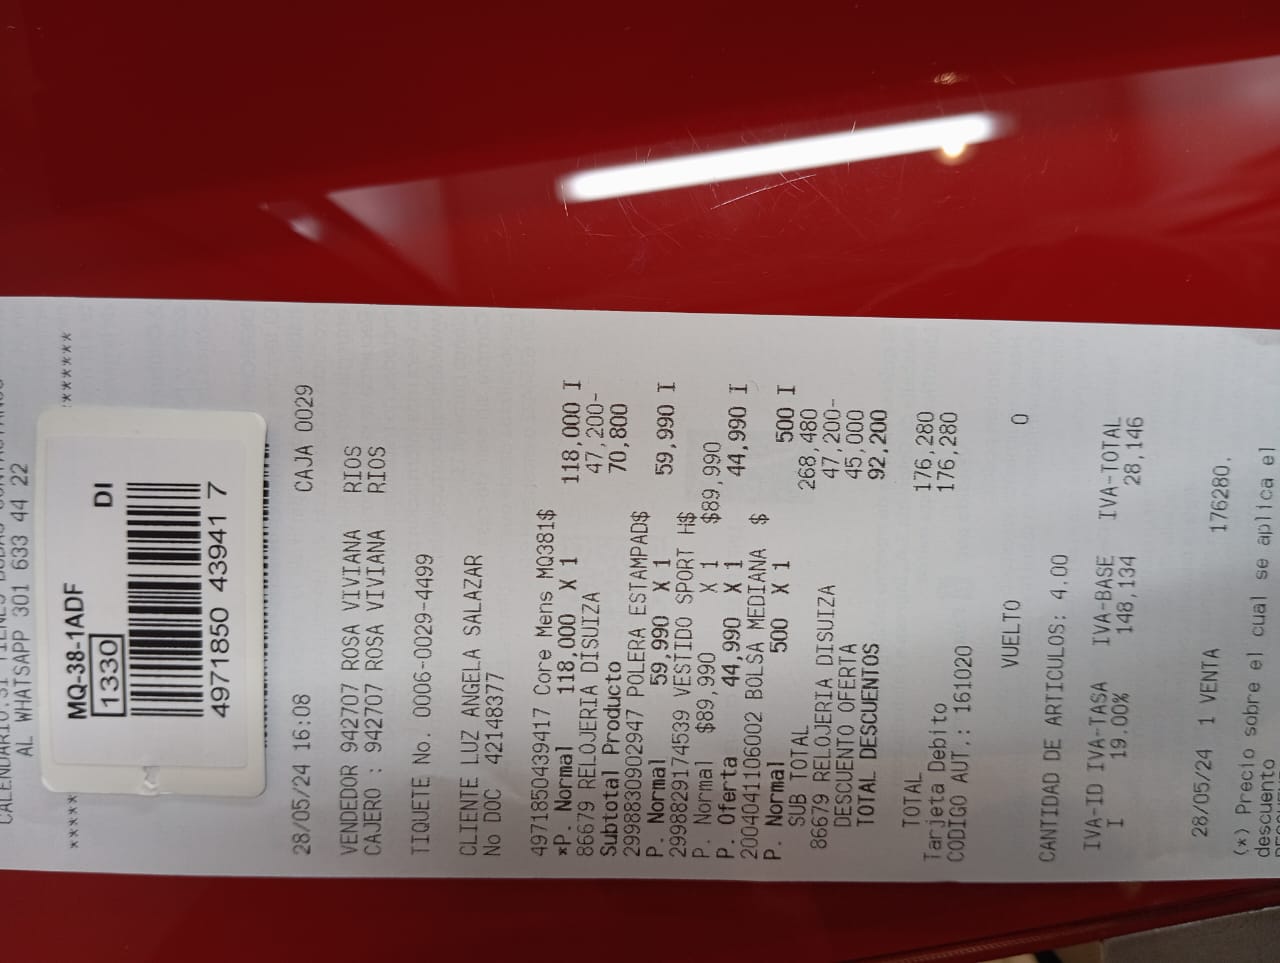 AL WHATSAPP 301 633 44 22
MQ-38-1ADF
1330 DI
4971850 43941 7
28/05/24 16:08 CAJA 0029
VENDEDOR 942707 ROSA VIVIANA RIOS
CAJERO : 942707 ROSA VIVIANA RIOS
TIQUETE No. 0006-0029-4499
CLIENTE LUZ ANGELA SALAZAR
No DOC 42148377
4971850439417 Core Mens MQ381$
*P. Normal 118,000 X 1 118,000 I
86679 RELOJERIA DISUIZA 47,200-
Subtotal Producto 70,800
2998830902947 POLERA ESTAMPAD$
P. Normal 59,990 X 1 59,990 I
2998829174539 VESTIDO SPORT H$
P. Normal $89,990 X 1 $89,990
P. Oferta 44,990 X 1 44,990 I
2004041106002 BOLSA MEDIANA $
P. Normal 500 X 1 500 I
SUB TOTAL 268,480
86679 RELOJERIA DISUIZA 47,200-
DESCUENTO OFERTA 45,000
TOTAL DESCUENTOS 92,200
TOTAL 176,280
Tarjeta Debito 176,280
CODIGO AUT.: 161020
VUELTO 0
CANTIDAD DE ARTICULOS: 4,00
IVA-ID IVA-TASA IVA-BASE IVA-TOTAL
I 19.00% 148,134 28,146
28/05/24 1 VENTA 176280.
(*) Precio sobre el cual se aplica el
descuento